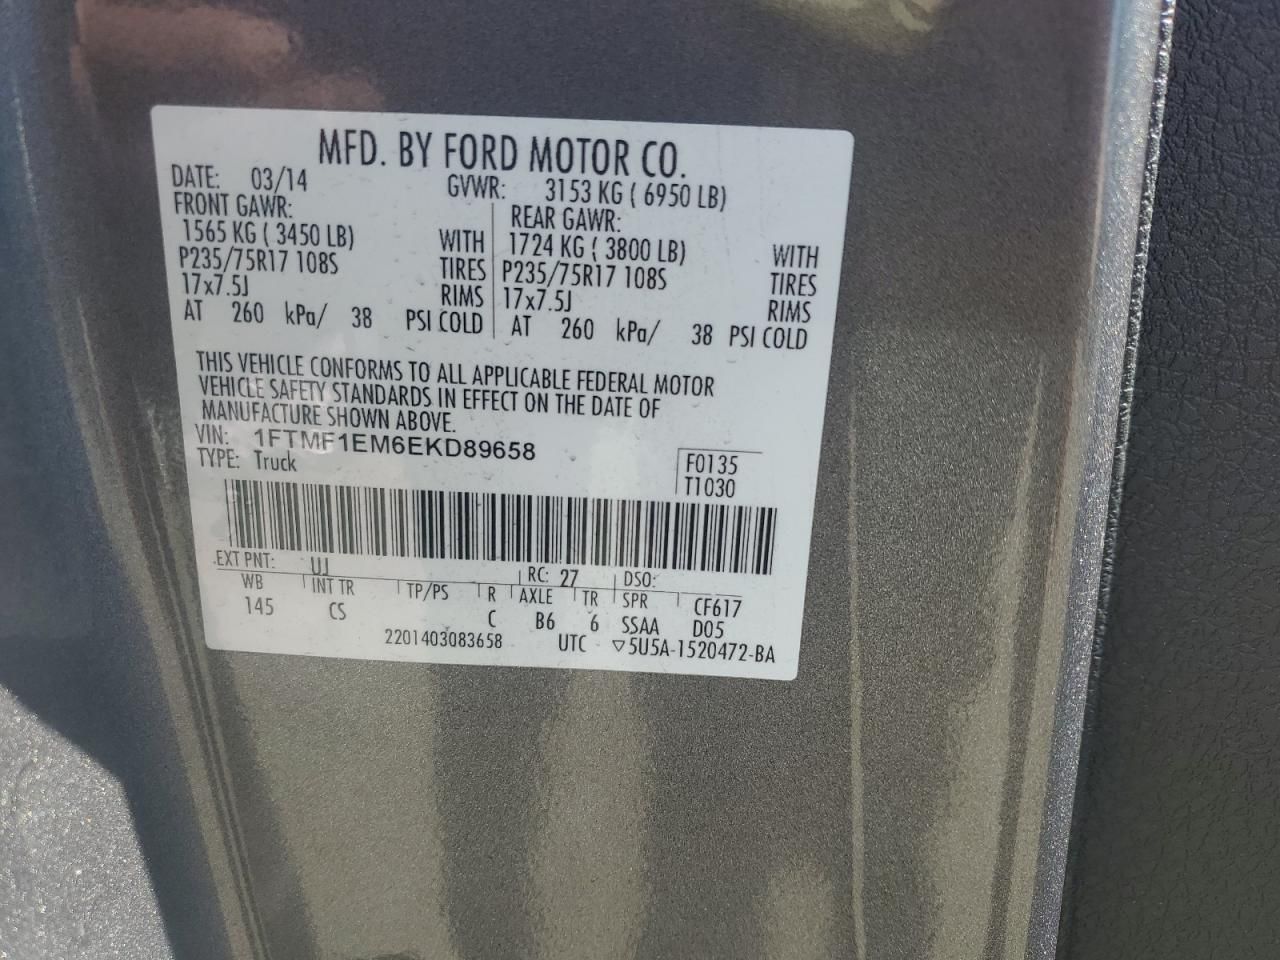 MFD. BY FORD MOTOR CO.
DATE: 03/14 GVWR: 3153 KG ( 6950 LB)
FRONT GAWR: REAR GAWR:
1565 KG ( 3450 LB) WITH 1724 KG ( 3800 LB) WITH
P235/75R17 108S TIRES P235/75R17 108S TIRES
17x7.5J RIMS 17x7.5J RIMS
AT 260 kPa/ 38 PSI COLD AT 260 kPa/ 38 PSI COLD
THIS VEHICLE CONFORMS TO ALL APPLICABLE FEDERAL MOTOR
VEHICLE SAFETY STANDARDS IN EFFECT ON THE DATE OF
MANUFACTURE SHOWN ABOVE.
VIN: 1FTMF1EM6EKD89658
TYPE: Truck F0135
T1030
EXT PNT: UJ RC: 27 DSO:
WB INT TR TP/PS R AXLE TR SPR CF617
145 CS C B6 6 SSAA D05
2201403083658 UTC ▽5U5A-1520472-BA